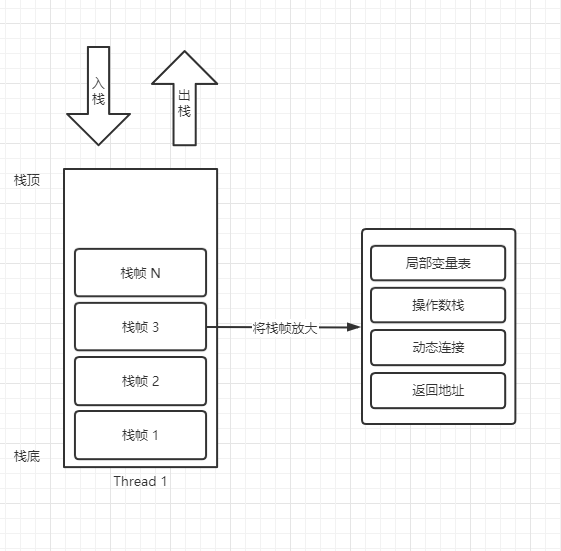 入栈
出栈
栈顶
栈帧 N
栈帧 3
将栈帧放大
栈帧 2
栈帧 1
栈底
Thread 1
局部变量表
操作数栈
动态连接
返回地址